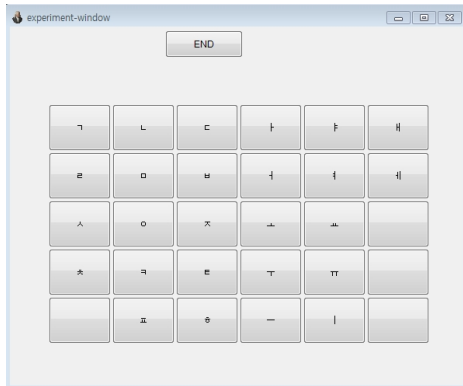 experiment-window
END
ㄱ ㄴ ㄷ ㅏ ㅑ ㅐ
ㄹ ㅁ ㅂ ㅓ ㅕ ㅔ
ㅅ ㅇ ㅈ ㅗ ㅛ
ㅊ ㅋ ㅌ ㅜ ㅠ
ㅍ ㅎ ㅡ ㅣ